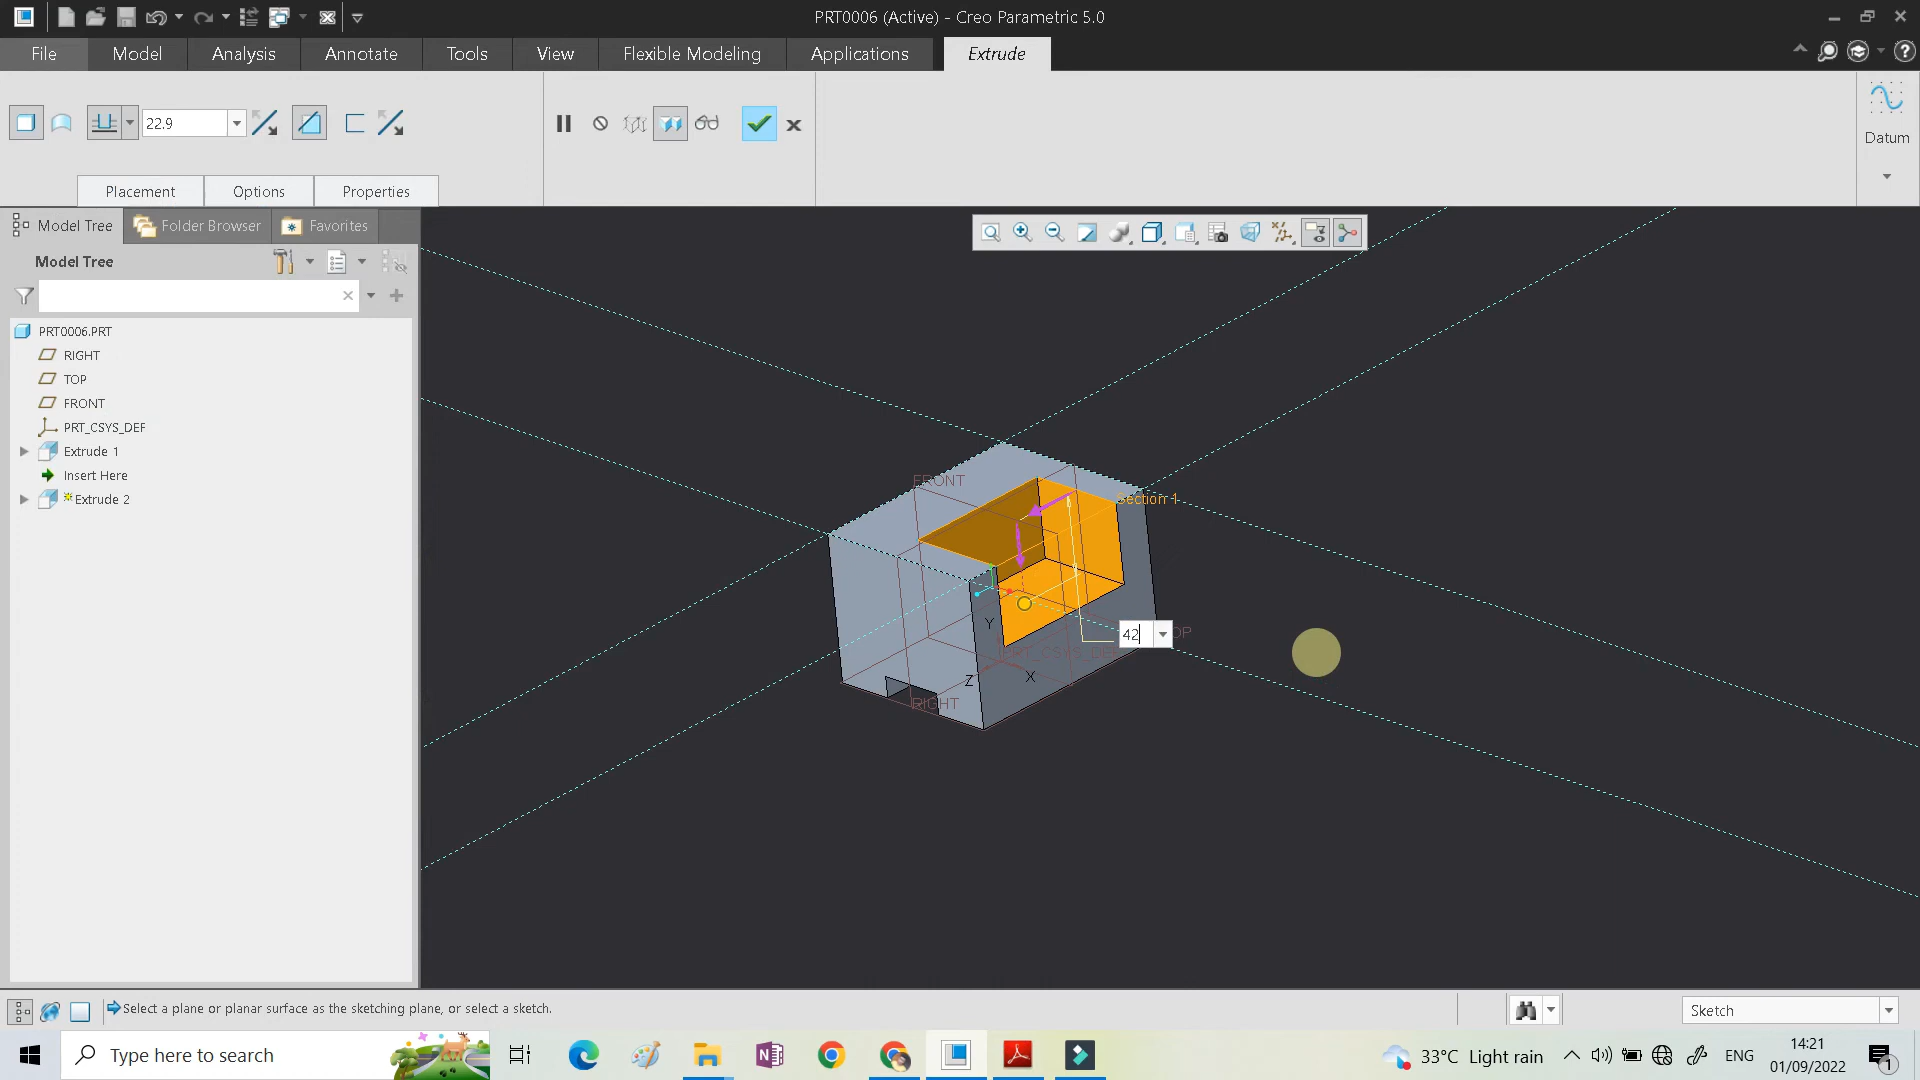 PRT0006 (Active) - Creo Parametric 5.0
File Model Analysis Annotate Tools View Flexible Modeling Applications Extrude
22.9
Datum
Placement Options Properties
Model Tree Folder Browser Favorites
Model Tree
PRT0006.PRT
RIGHT
TOP
FRONT
PRT_CSYS_DEF
Extrude 1
Insert Here
Extrude 2
FRONT
Section 1
Y
42
OP
PRT_CSYS_DEF
Z X
RIGHT
Select a plane or planar surface as the sketching plane, or select a sketch.
Sketch
Type here to search
33°C Light rain
ENG
14:21
01/09/2022
1